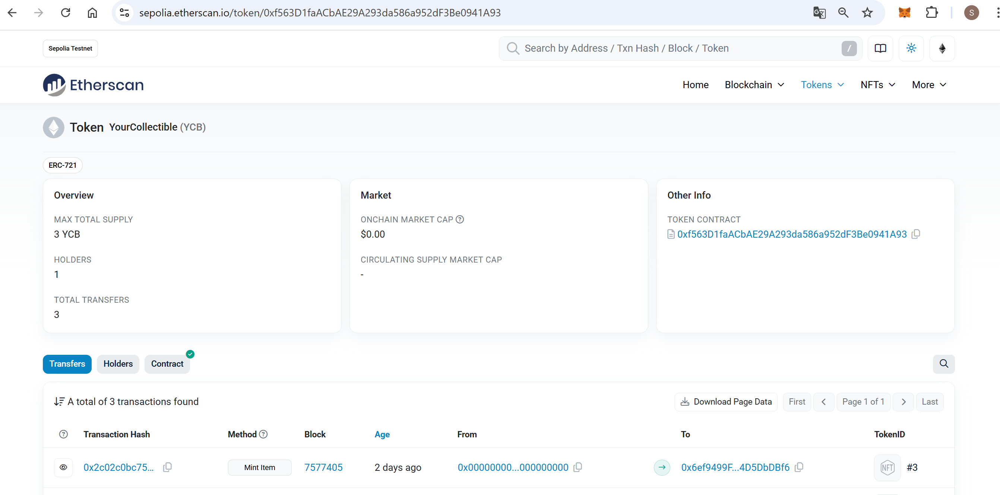 sepolia.etherscan.io/token/0xf563D1faACbAE29A293da586a952dF3Be0941A93
S
Sepolia Testnet
Search by Address / Txn Hash / Block / Token
/
Etherscan
Home
Blockchain
Tokens
NFTs
More
Token YourCollectible (YCB)
ERC-721
Overview
MAX TOTAL SUPPLY
3 YCB
HOLDERS
1
TOTAL TRANSFERS
3
Market
ONCHAIN MARKET CAP
$0.00
CIRCULATING SUPPLY MARKET CAP
-
Other Info
TOKEN CONTRACT
0xf563D1faACbAE29A293da586a952dF3Be0941A93
Transfers
Holders
Contract
A total of 3 transactions found
Download Page Data
First
Page 1 of 1
Last
Transaction Hash
Method
Block
Age
From
To
TokenID
0x2c02c0bc75...
Mint Item
7577405
2 days ago
0x00000000...000000000
0x6ef9499F...4D5DbDBf6
NFT
#3